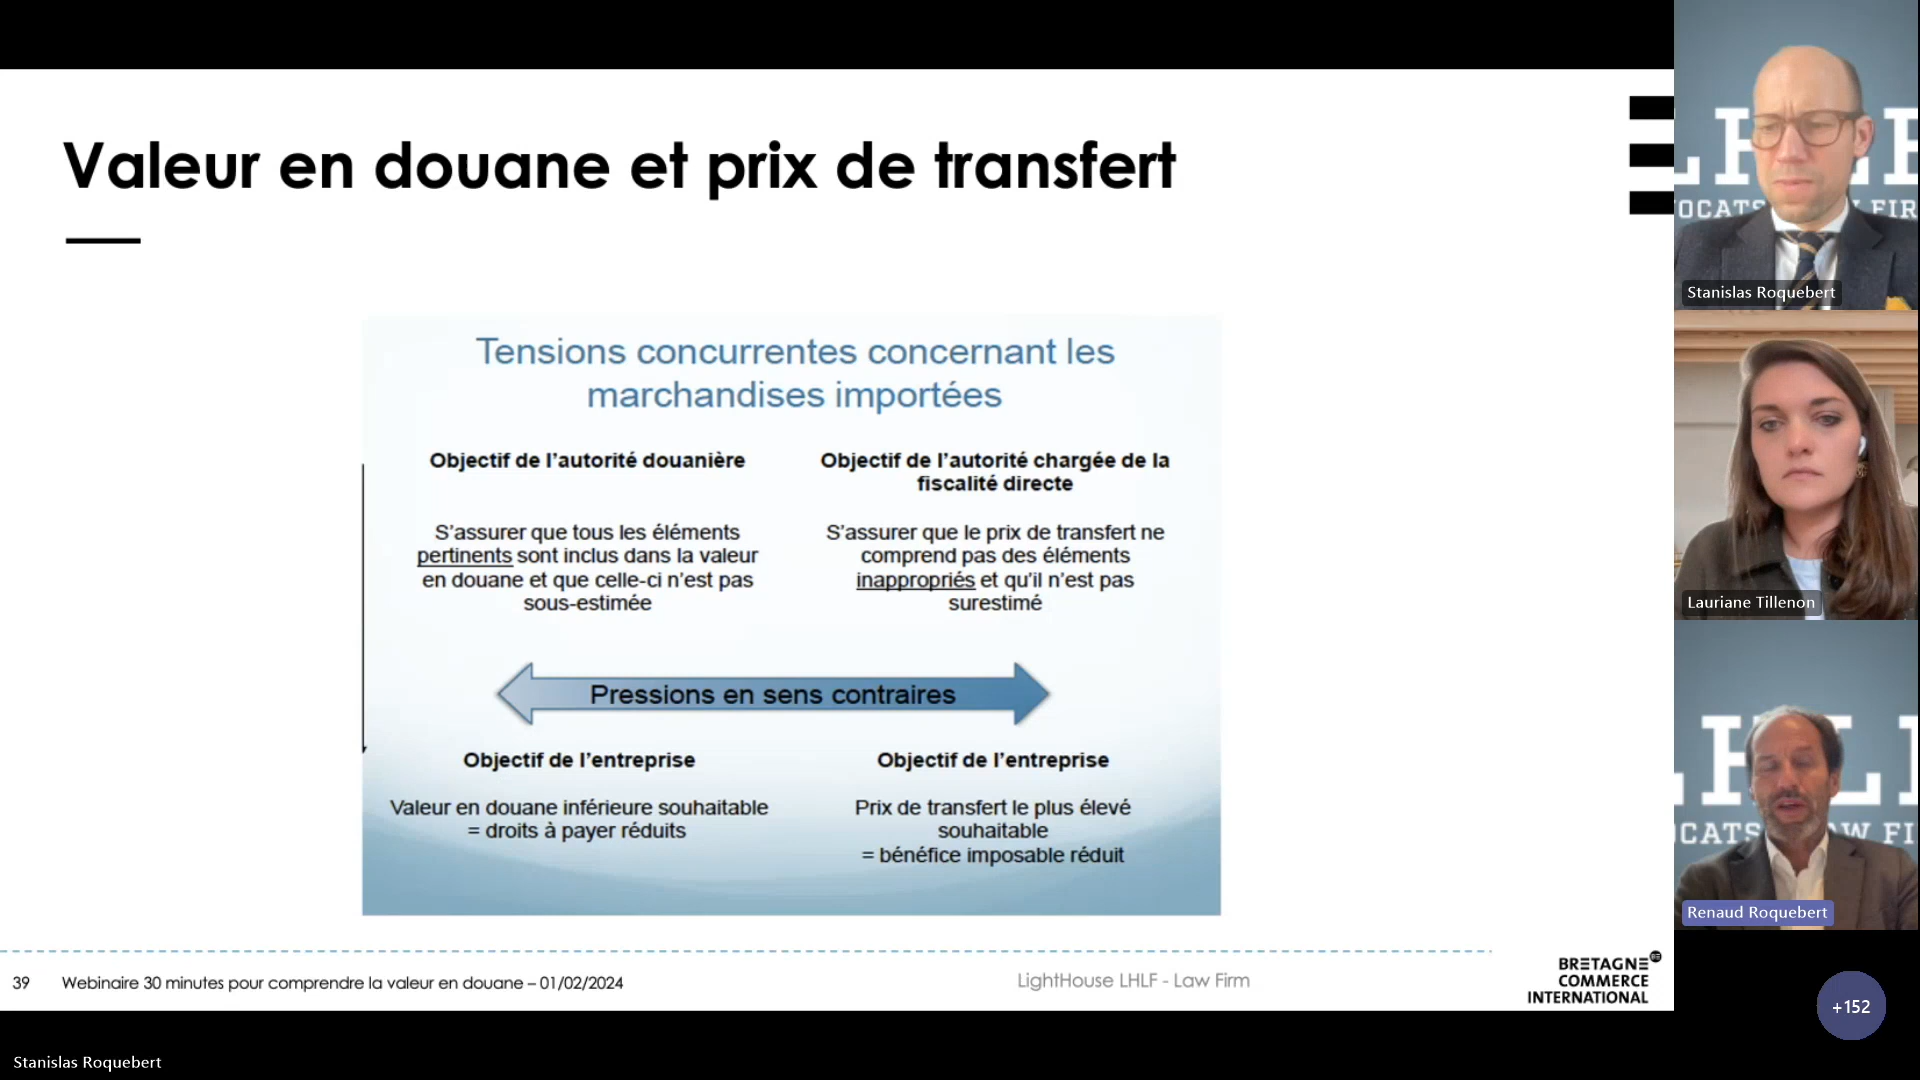 Valeur en douane et prix de transfert
Tensions concurrentes concernant les
marchandises importées
Objectif de l'autorité douanière
S'assurer que tous les éléments
pertinents sont inclus dans la valeur
en douane et que celle-ci n'est pas
sous-estimée
Objectif de l'autorité chargée de la
fiscalité directe
S'assurer que le prix de transfert ne
comprend pas des éléments
inappropriés et qu'il n'est pas
surestimé
Pressions en sens contraires
Objectif de l'entreprise
Valeur en douane inférieure souhaitable
= droits à payer réduits
Objectif de l'entreprise
Prix de transfert le plus élevé
souhaitable
= bénéfice imposable réduit
39 Webinaire 30 minutes pour comprendre la valeur en douane – 01/02/2024
LightHouse LHLF - Law Firm
BRETAGNE
COMMERCE
INTERNATIONAL
Stanislas Roquebert
Lauriane Tillenon
Renaud Roquebert
+152
Stanislas Roquebert